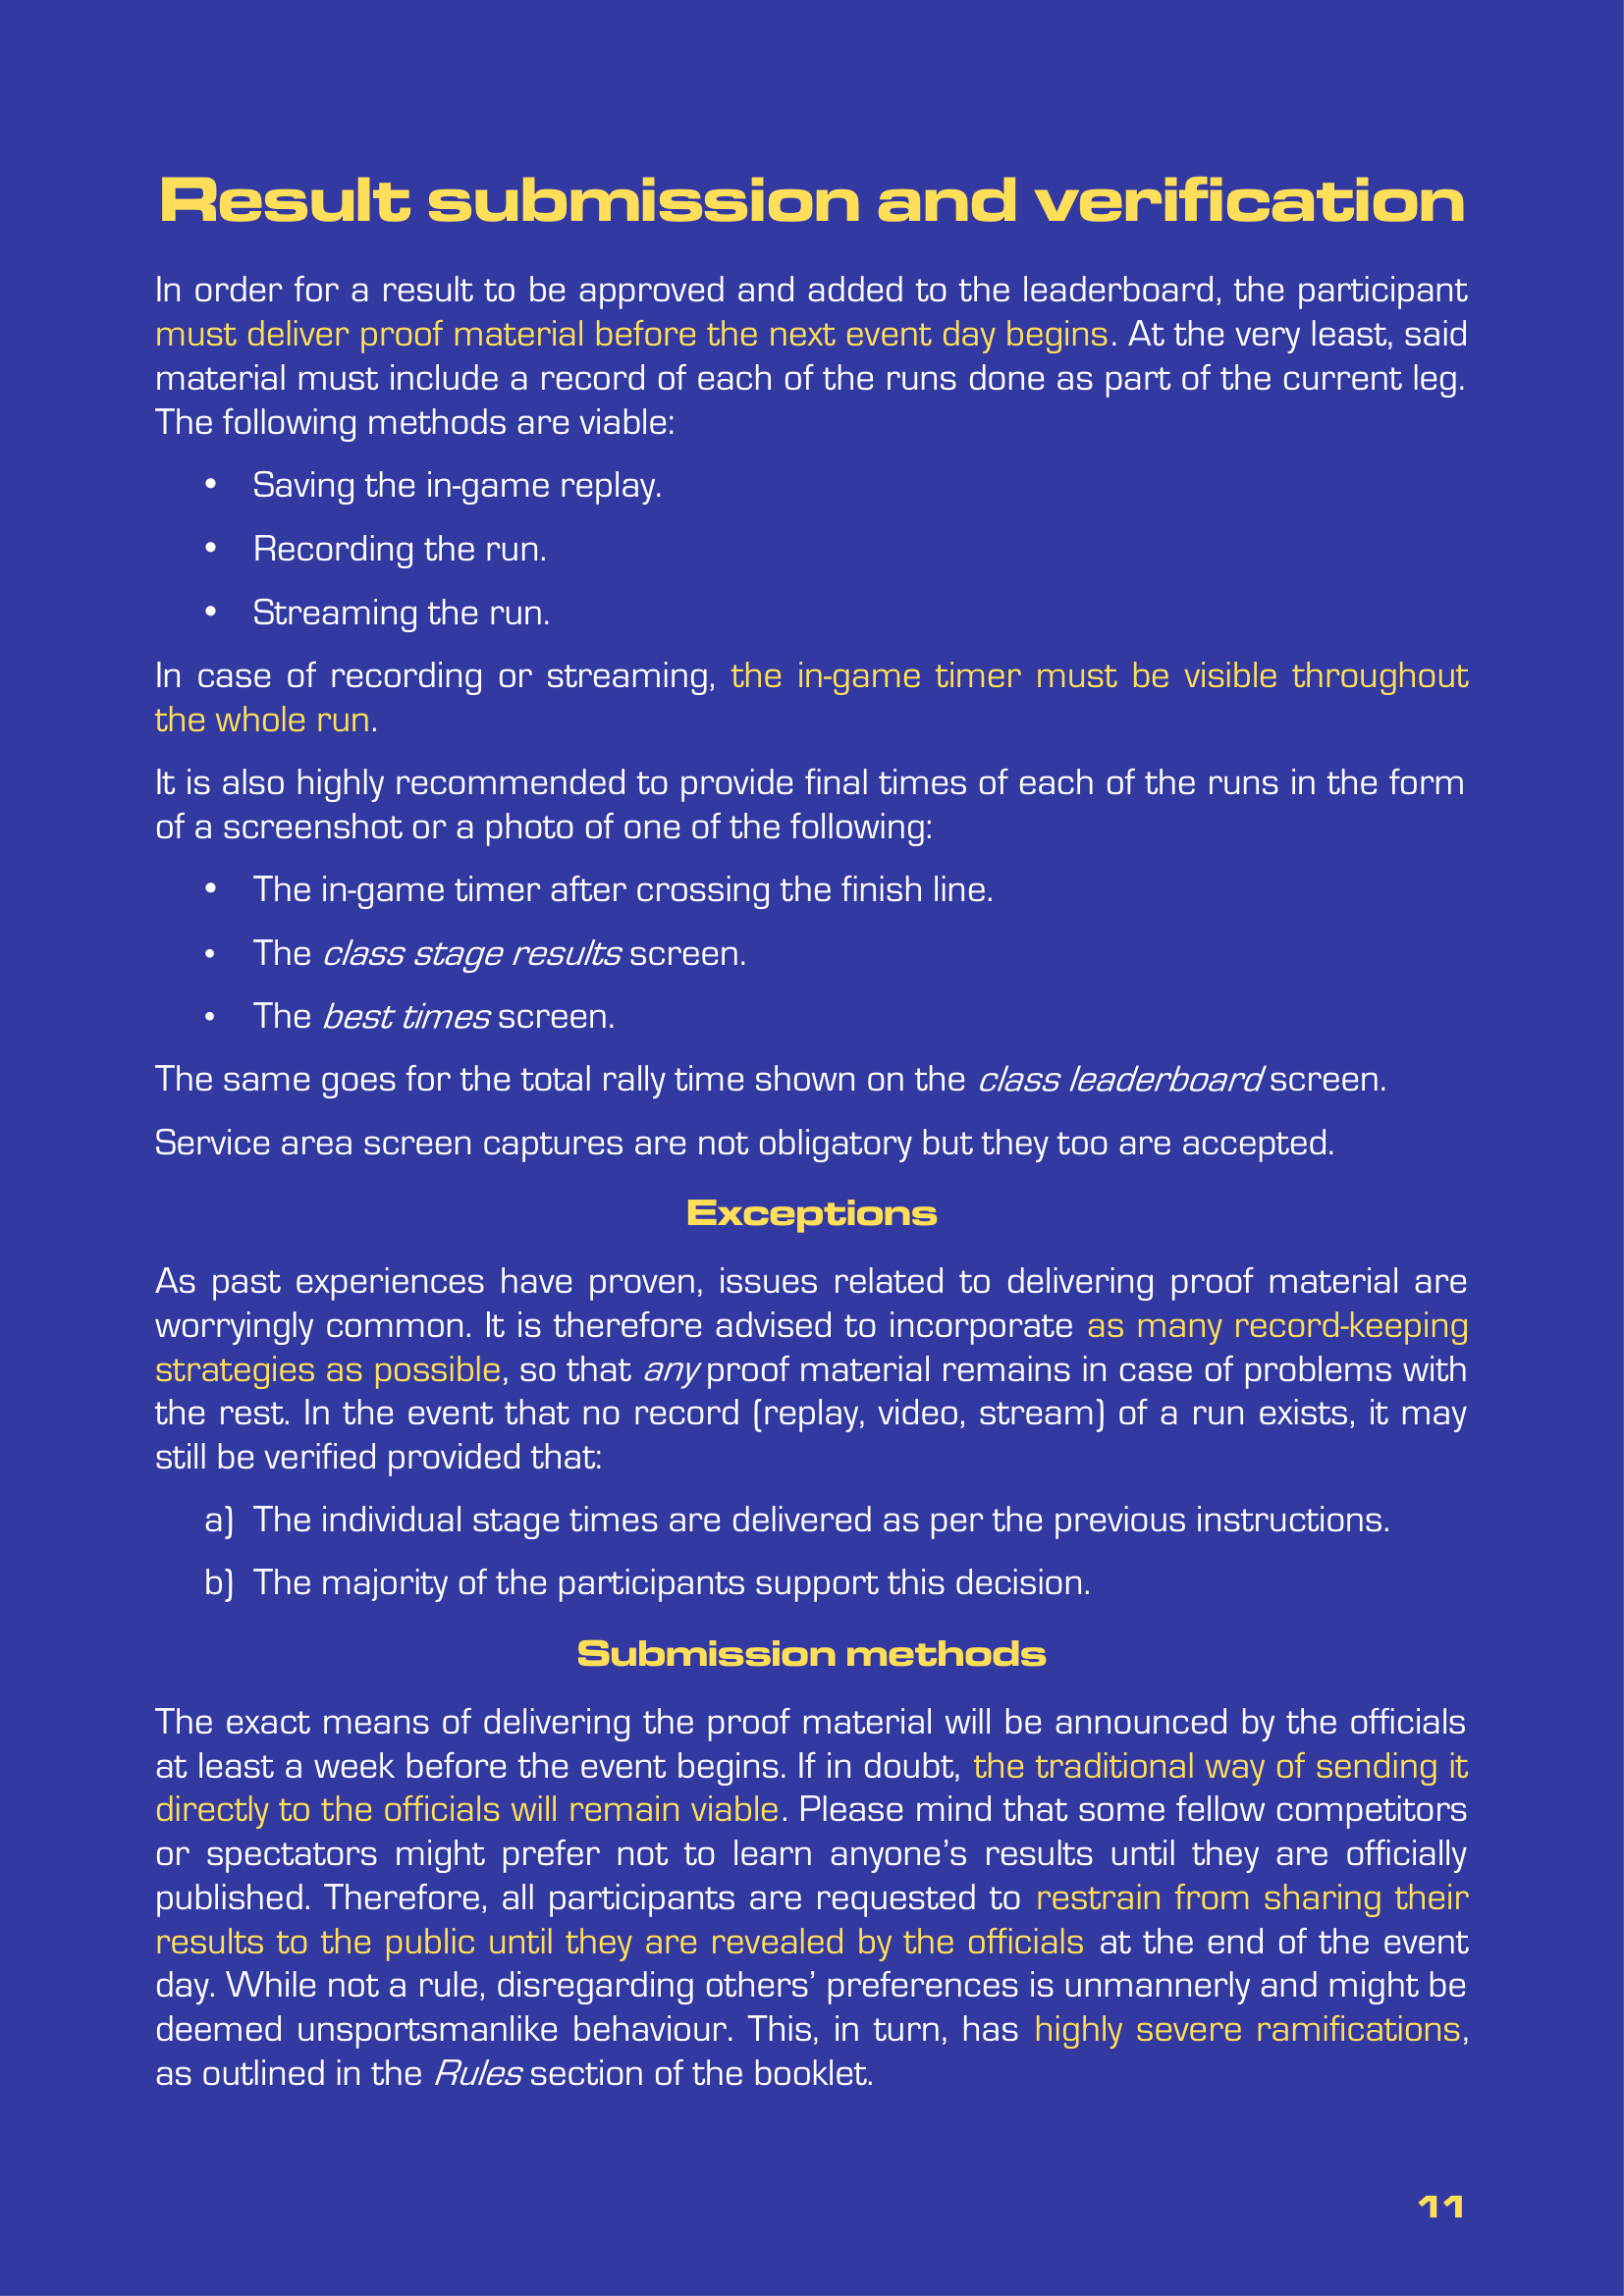 Result submission and verification
In order for a result to be approved and added to the leaderboard, the participant
must deliver proof material before the next event day begins. At the very least, said
material must include a record of each of the runs done as part of the current leg.
The following methods are viable:
• Saving the in-game replay.
• Recording the run.
• Streaming the run.
In case of recording or streaming, the in-game timer must be visible throughout
the whole run.
It is also highly recommended to provide final times of each of the runs in the form
of a screenshot or a photo of one of the following:
• The in-game timer after crossing the finish line.
• The class stage results screen.
• The best times screen.
The same goes for the total rally time shown on the class leaderboard screen.
Service area screen captures are not obligatory but they too are accepted.
Exceptions
As past experiences have proven, issues related to delivering proof material are
worryingly common. It is therefore advised to incorporate as many record-keeping
strategies as possible, so that any proof material remains in case of problems with
the rest. In the event that no record (replay, video, stream) of a run exists, it may
still be verified provided that:
a) The individual stage times are delivered as per the previous instructions.
b) The majority of the participants support this decision.
Submission methods
The exact means of delivering the proof material will be announced by the officials
at least a week before the event begins. If in doubt, the traditional way of sending it
directly to the officials will remain viable. Please mind that some fellow competitors
or spectators might prefer not to learn anyone's results until they are officially
published. Therefore, all participants are requested to restrain from sharing their
results to the public until they are revealed by the officials at the end of the event
day. While not a rule, disregarding others' preferences is unmannerly and might be
deemed unsportsmanlike behaviour. This, in turn, has highly severe ramifications,
as outlined in the Rules section of the booklet.
11